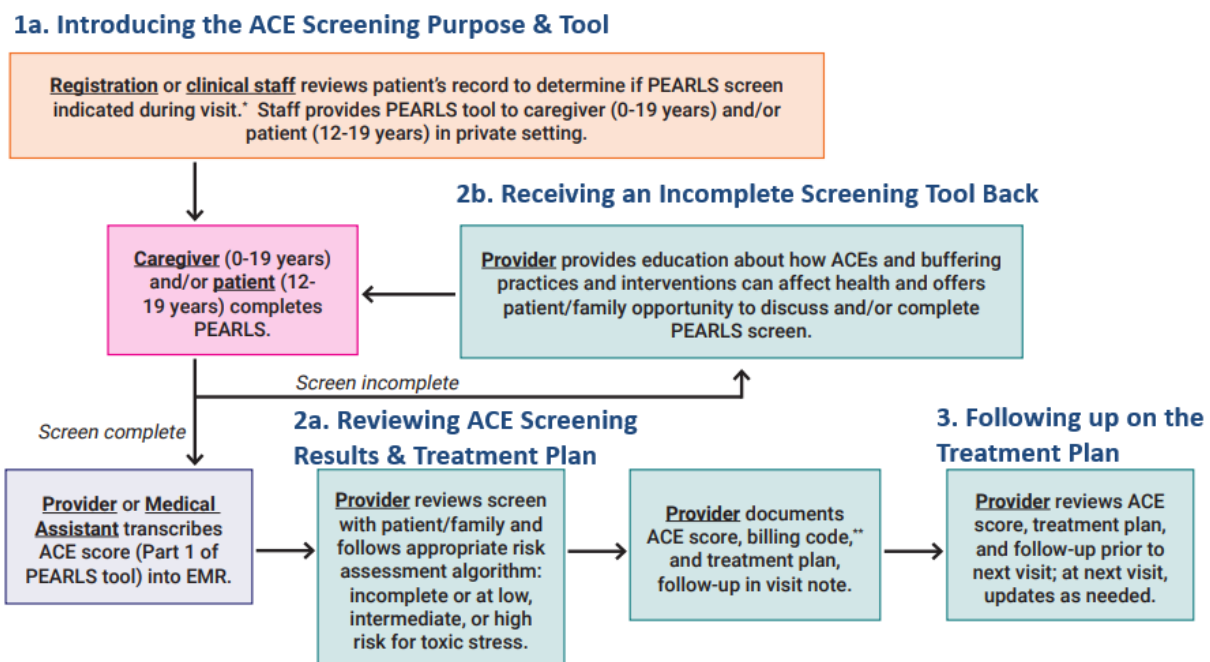 1a. Introducing the ACE Screening Purpose & Tool
Registration or clinical staff reviews patient's record to determine if PEARLS screen
indicated during visit.* Staff provides PEARLS tool to caregiver (0-19 years) and/or
patient (12-19 years) in private setting.
2b. Receiving an Incomplete Screening Tool Back
Caregiver (0-19 years)
and/or patient (12-
19 years) completes
PEARLS.
Provider provides education about how ACEs and buffering
practices and interventions can affect health and offers
patient/family opportunity to discuss and/or complete
PEARLS screen.
Screen incomplete
Screen complete
2a. Reviewing ACE Screening
Results & Treatment Plan
3. Following up on the
Treatment Plan
Provider or Medical
Assistant transcribes
ACE score (Part 1 of
PEARLS tool) into EMR.
Provider reviews screen
with patient/family and
follows appropriate risk
assessment algorithm:
incomplete or at low,
intermediate, or high
risk for toxic stress.
Provider documents
ACE score, billing code,**
and treatment plan,
follow-up in visit note.
Provider reviews ACE
score, treatment plan,
and follow-up prior to
next visit; at next visit,
updates as needed.